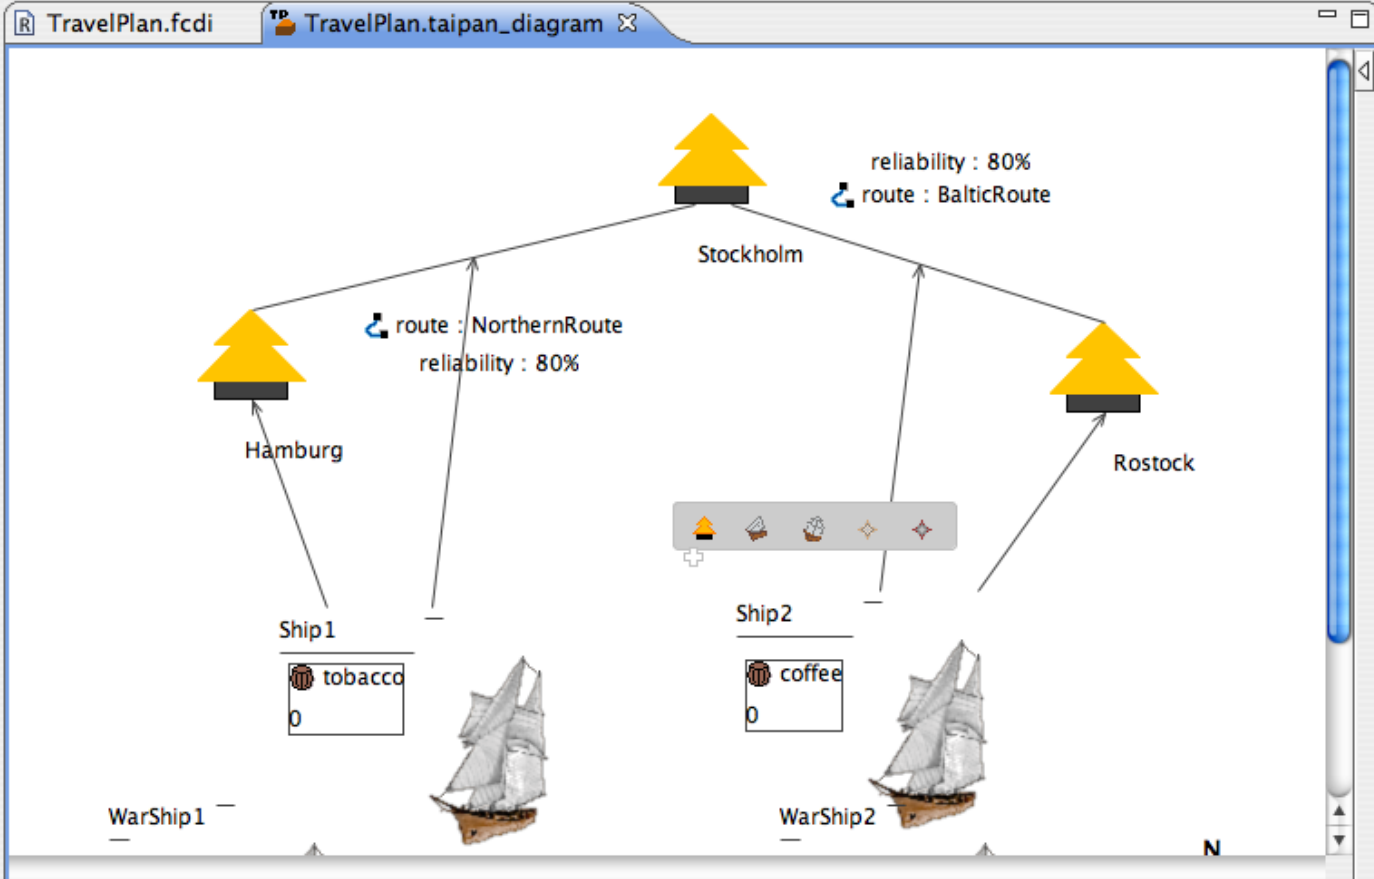 TravelPlan.fcdi
TravelPlan.taipan_diagram
reliability : 80%
route : BalticRoute
Stockholm
route : NorthernRoute
reliability : 80%
Hamburg
Rostock
Ship1
tobacco
0
Ship2
coffee
0
WarShip1
WarShip2
N